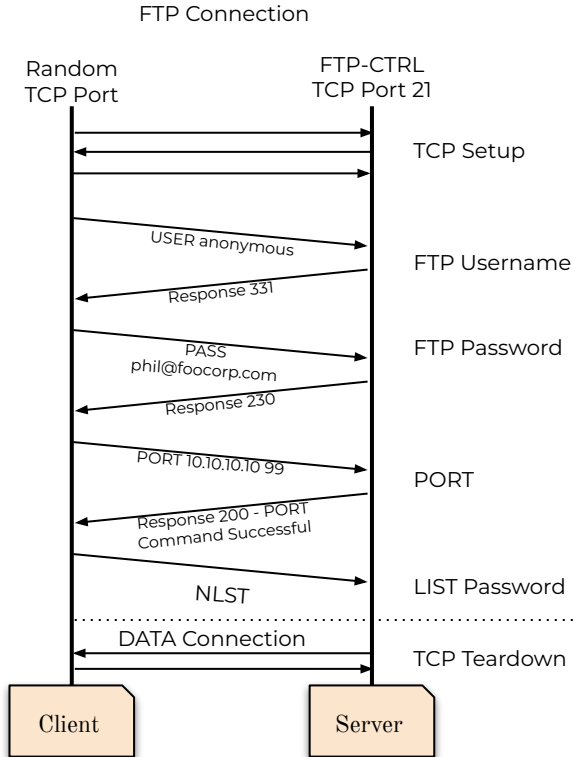 FTP Connection
Random
TCP Port
FTP-CTRL
TCP Port 21
TCP Setup
USER anonymous
FTP Username
Response 331
PASS
phil@foocorp.com
FTP Password
Response 230
PORT 10.10.10.10 99
PORT
Response 200 - PORT
Command Successful
NLST
LIST Password
DATA Connection
TCP Teardown
Client
Server